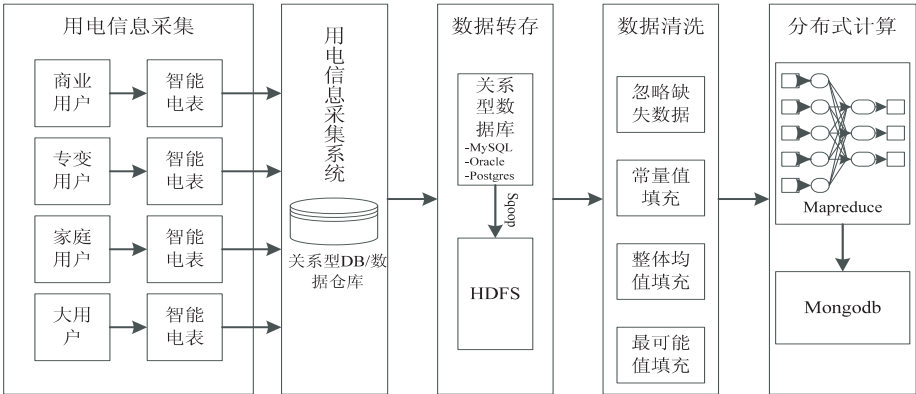 用电信息采集
商业
用户
智能
电表
专变
用户
智能
电表
家庭
用户
智能
电表
大用
户
智能
电表
用电信息采集系统
关系型DB/数
据仓库
数据转存
关系
型数
据库
-MySQL
-Oracle
-Postgres
Sqoop
HDFS
数据清洗
忽略缺
失数据
常量值
填充
整体均
值填充
最可能
值填充
分布式计算
Mapreduce
Mongodb